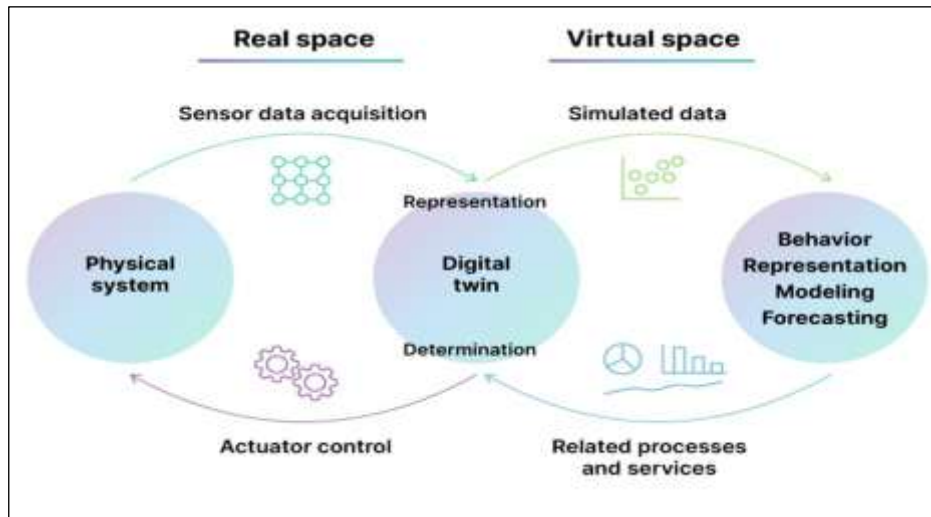 Real space
Virtual space
Sensor data acquisition
Simulated data
Representation
Physical
system
Digital
twin
Behavior
Representation
Modeling
Forecasting
Determination
Actuator control
Related processes
and services